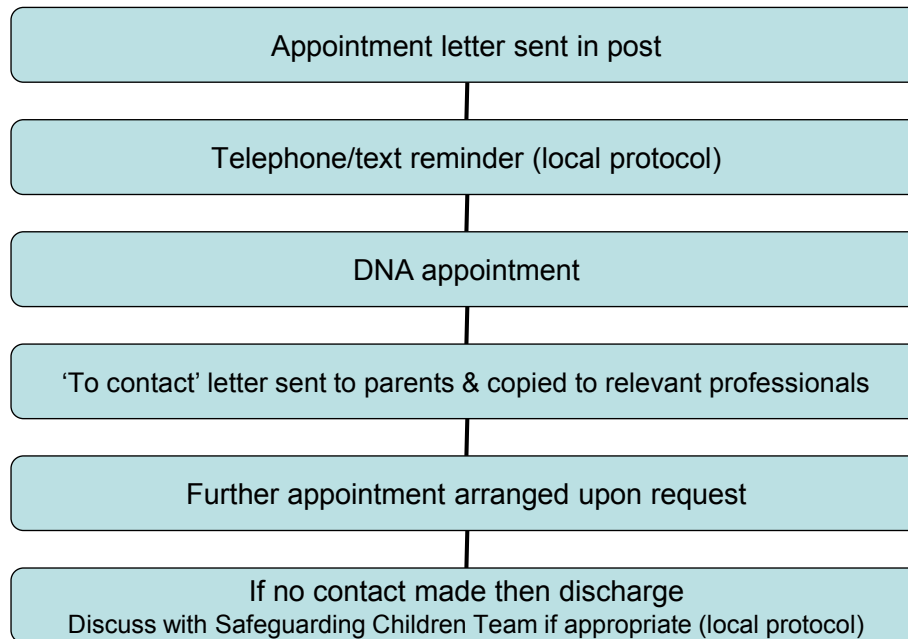 Appointment letter sent in post
Telephone/text reminder (local protocol)
DNA appointment
‘To contact’ letter sent to parents & copied to relevant professionals
Further appointment arranged upon request
If no contact made then discharge
Discuss with Safeguarding Children Team if appropriate (local protocol)